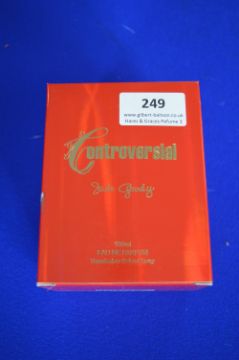 249
www.gilbert-baitson.co.uk
Controversial
Jade Goody
100ml
EAU DE PARFUM